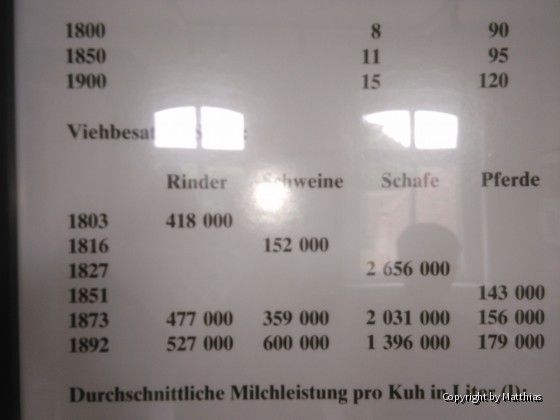 1800 8 90
1850 11 95
1900 15 120
Rinder Schweine Schafe Pferde
1803 418 000
1816 152 000
1827 2 656 000
1851 143 000
1873 477 000 359 000 2 031 000 156 000
1892 527 000 600 000 1 396 000 179 000
Durchschnittliche Milchleistung pro Kuh in Liter (l):
Copyright by Matthias